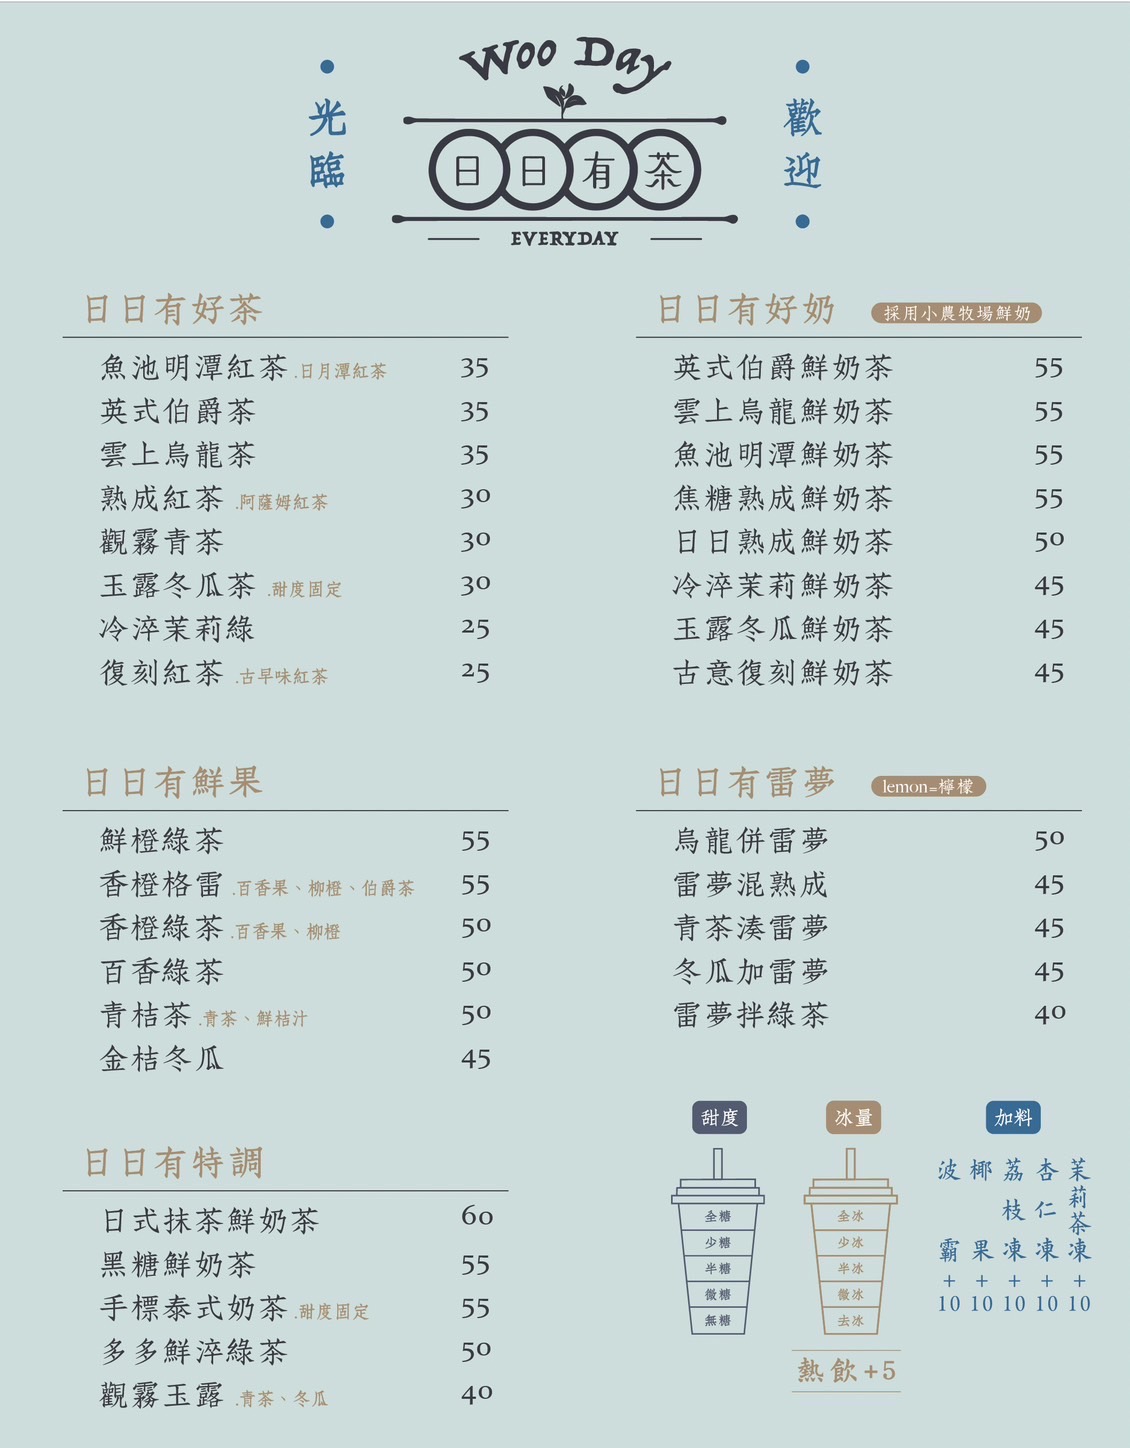 Woo Day
歡迎
光臨
日日有茶
EVERYDAY
日日有好茶
魚池明潭紅茶 .日月潭紅茶 35
英式伯爵茶 35
雲上烏龍茶 35
熟成紅茶 .阿薩姆紅茶 30
觀霧青茶 30
玉露冬瓜茶 .甜度固定 30
冷淬茉莉綠 25
復刻紅茶 .古早味紅茶 25
日日有好奶 採用小農牧場鮮奶
英式伯爵鮮奶茶 55
雲上烏龍鮮奶茶 55
魚池明潭鮮奶茶 55
焦糖熟成鮮奶茶 55
日日熟成鮮奶茶 50
冷淬茉莉鮮奶茶 45
玉露冬瓜鮮奶茶 45
古意復刻鮮奶茶 45
日日有鮮果
鮮橙綠茶 55
香橙格雷 .百香果、柳橙、伯爵茶 55
香橙綠茶 .百香果、柳橙 50
百香綠茶 50
青桔茶 .青茶、鮮桔汁 50
金桔冬瓜 45
日日有雷夢 lemon=檸檬
烏龍併雷夢 50
雷夢混熟成 45
青茶湊雷夢 45
冬瓜加雷夢 45
雷夢拌綠茶 40
日日有特調
日式抹茶鮮奶茶 60
黑糖鮮奶茶 55
手標泰式奶茶 .甜度固定 55
多多鮮淬綠茶 50
觀霧玉露 .青茶、冬瓜 40
甜度
全糖
少糖
半糖
微糖
無糖
冰量
全冰
少冰
半冰
微冰
去冰
熱飲+5
加料
波霸+10
椰果+10
荔枝凍+10
杏仁凍+10
茉莉茶凍+10